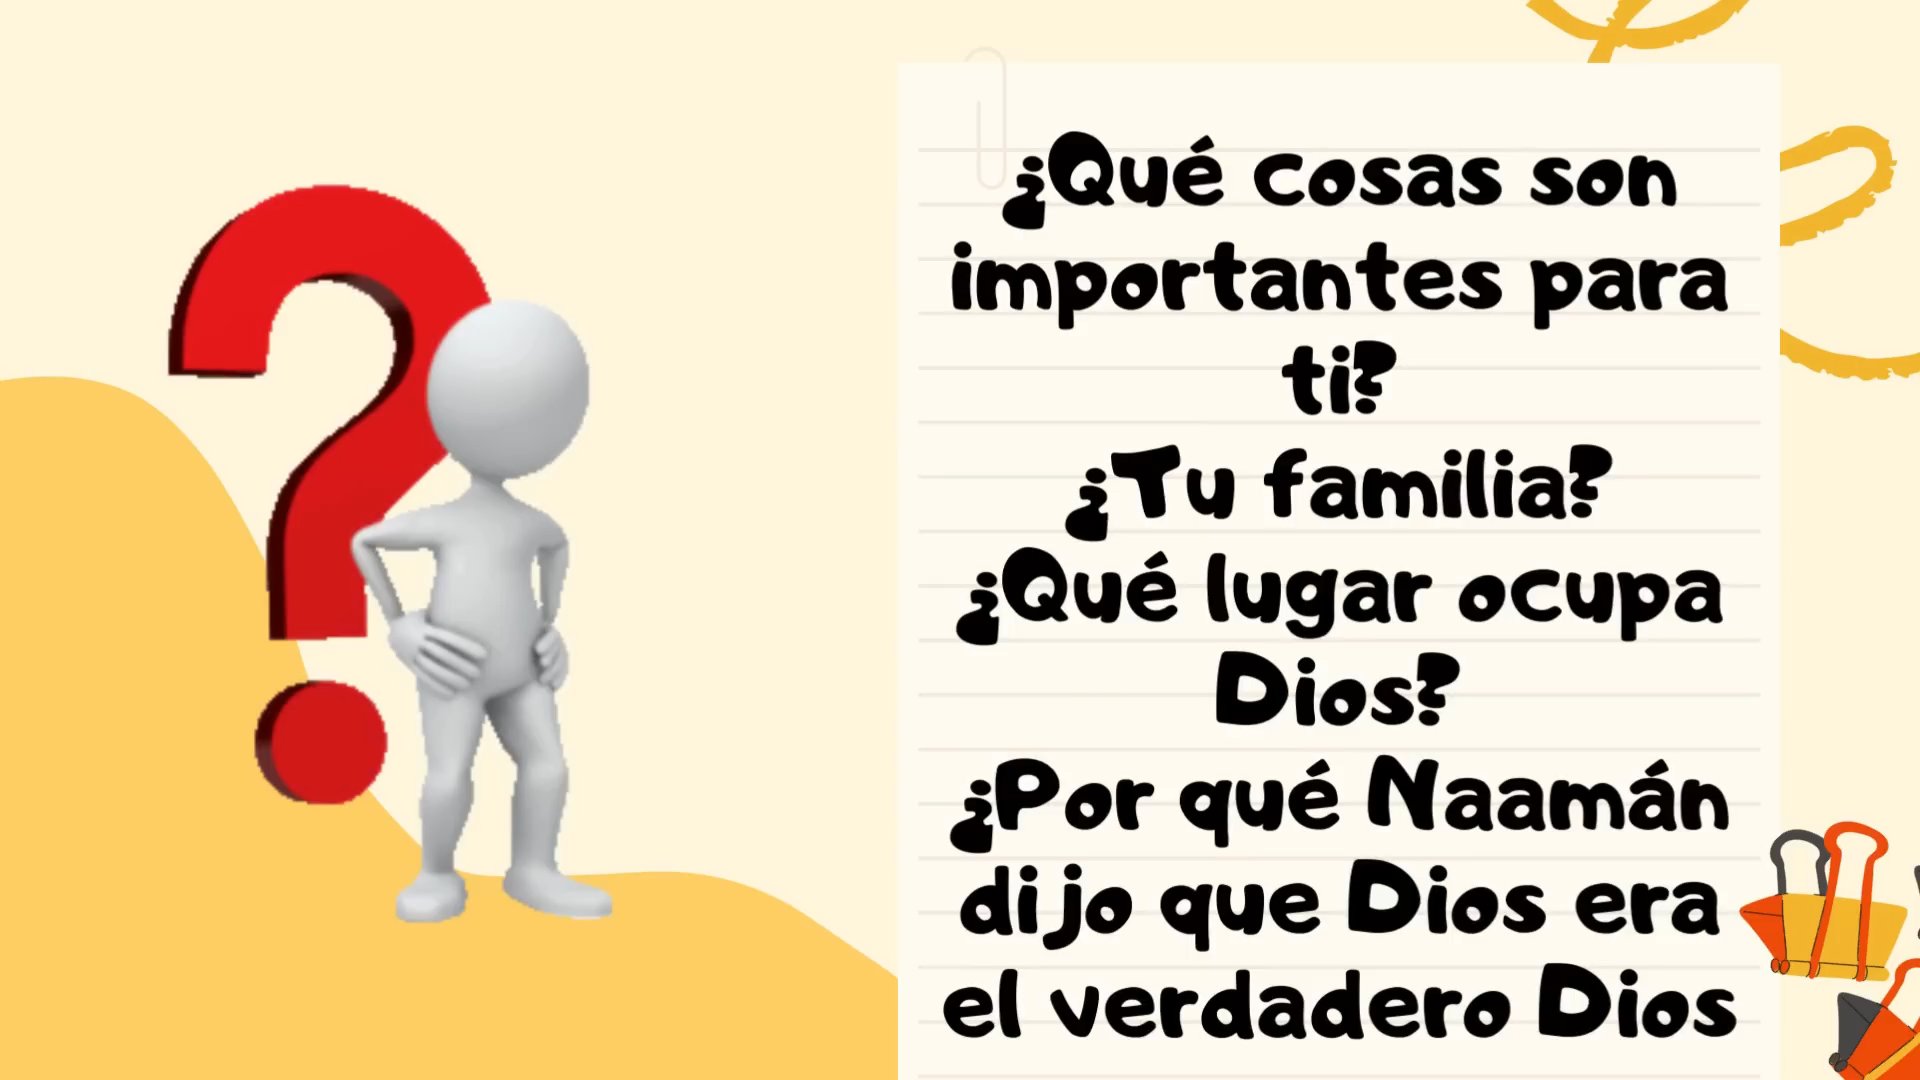 ¿Qué cosas son
importantes para
ti?
¿Tu familia?
¿Qué lugar ocupa
Dios?
¿Por qué Naamán
dijo que Dios era
el verdadero Dios